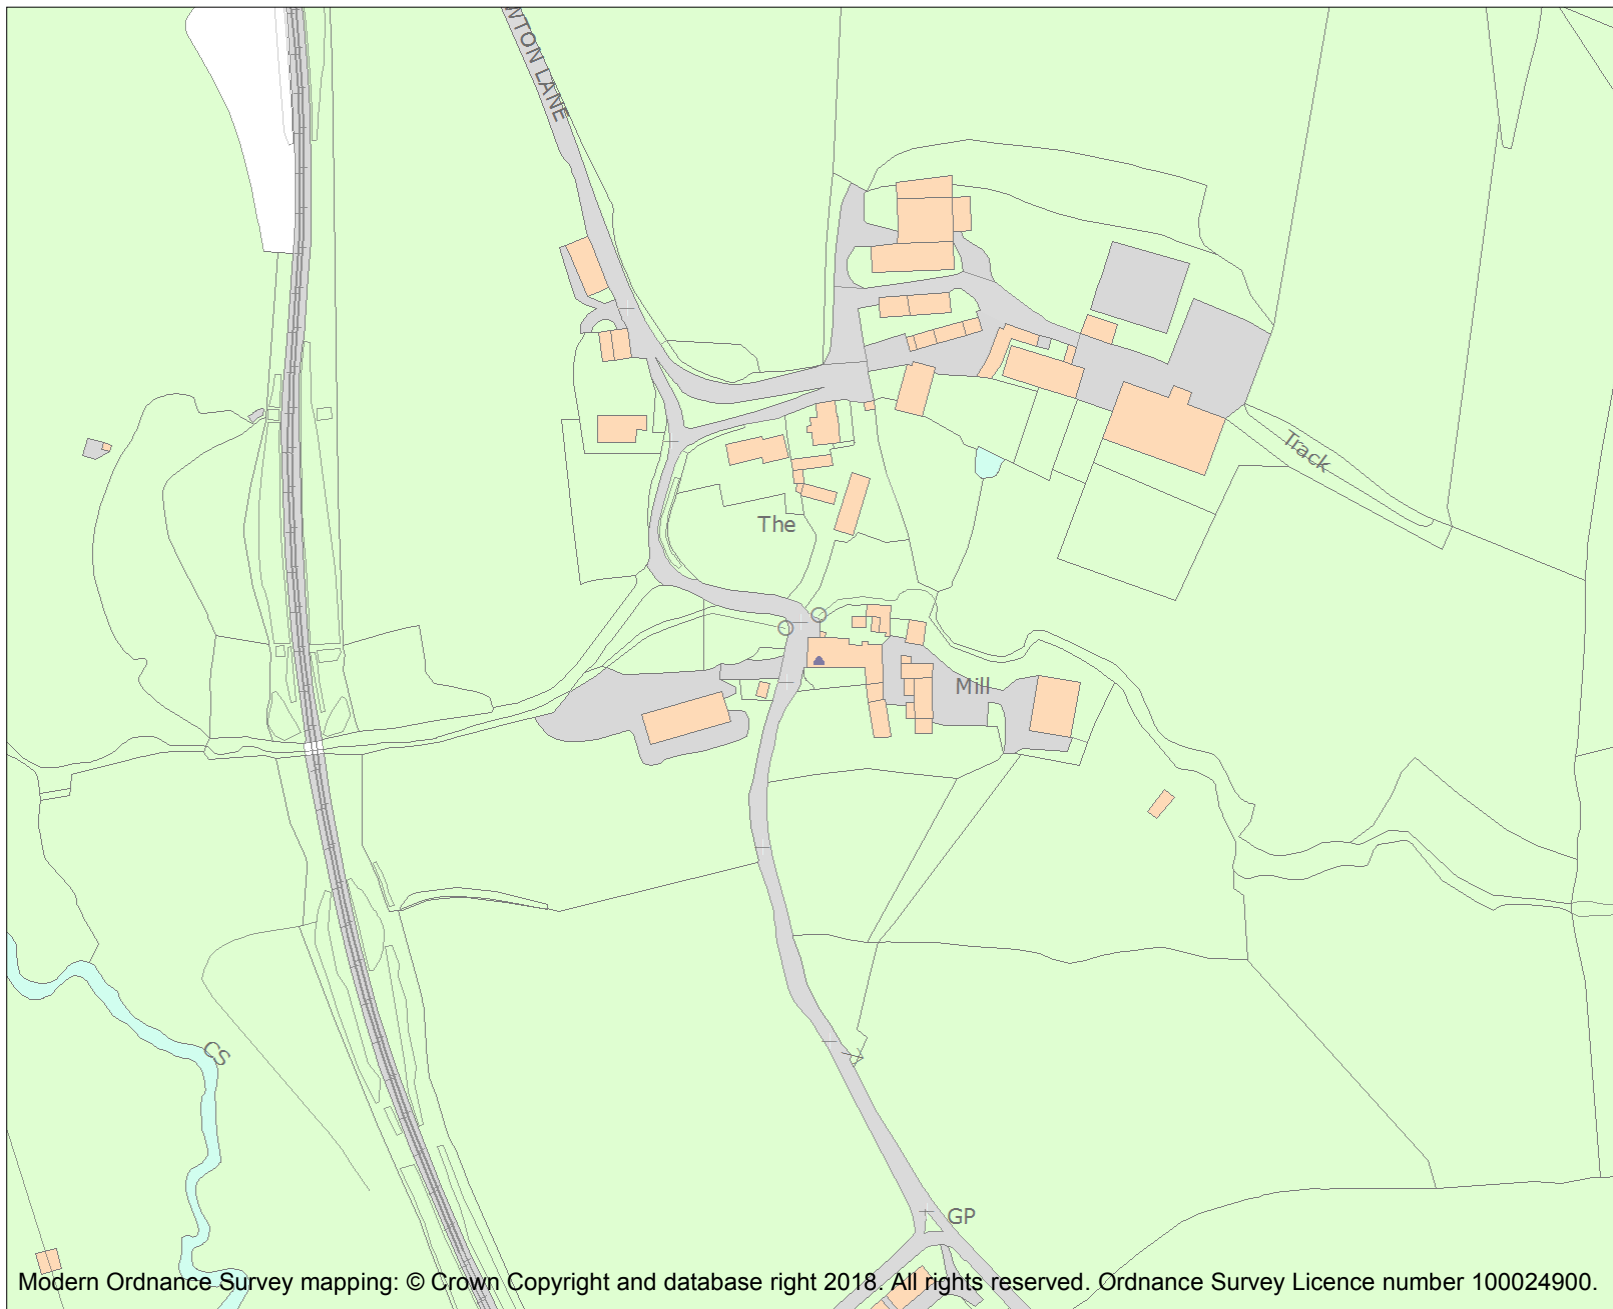 WTON LANE
Track
The
Mill
CS
GP
Modern Ordnance Survey mapping: © Crown Copyright and database right 2018. All rights reserved. Ordnance Survey Licence number 100024900.